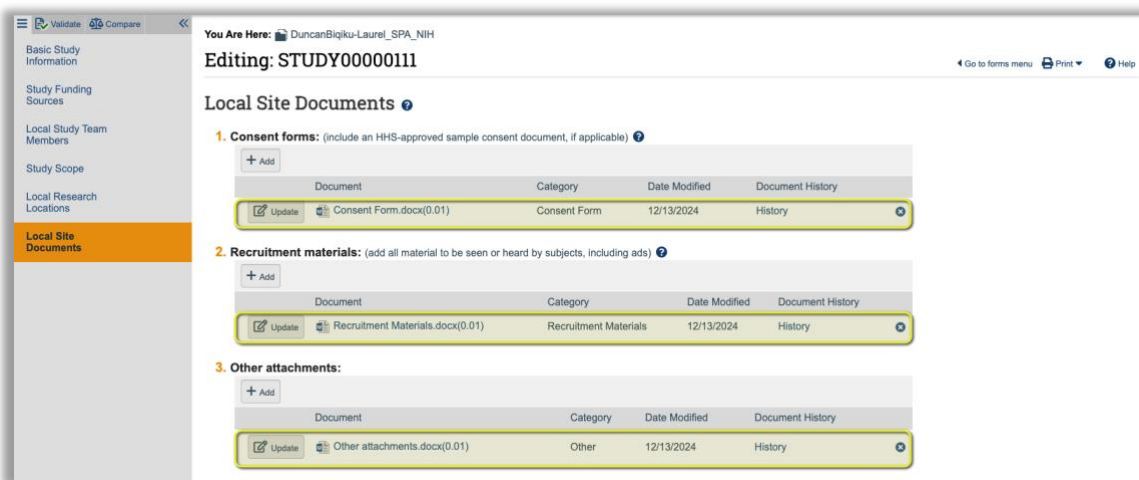 Validate Compare
You Are Here: DuncanBiqiku-Laurel_SPA_NIH
Editing: STUDY00000111
Go to forms menu Print Help
Basic Study
Information
Study Funding
Sources
Local Study Team
Members
Study Scope
Local Research
Locations
Local Site
Documents
Local Site Documents
1. Consent forms: (include an HHS-approved sample consent document, if applicable)
+ Add
Document Category Date Modified Document History
Update Consent Form.docx(0.01) Consent Form 12/13/2024 History
2. Recruitment materials: (add all material to be seen or heard by subjects, including ads)
+ Add
Document Category Date Modified Document History
Update Recruitment Materials.docx(0.01) Recruitment Materials 12/13/2024 History
3. Other attachments:
+ Add
Document Category Date Modified Document History
Update Other attachments.docx(0.01) Other 12/13/2024 History